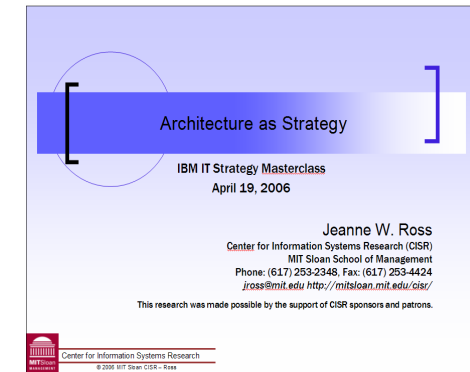 Architecture as Strategy
IBM IT Strategy Masterclass
April 19, 2006
Jeanne W. Ross
Center for Information Systems Research (CISR)
MIT Sloan School of Management
Phone: (617) 253-2348, Fax: (617) 253-4424
jross@mit.edu http://mitsloan.mit.edu/cisr/
This research was made possible by the support of CISR sponsors and patrons.
MITSloan
MANAGEMENT
Center for Information Systems Research
© 2006 MIT Sloan CISR – Ross